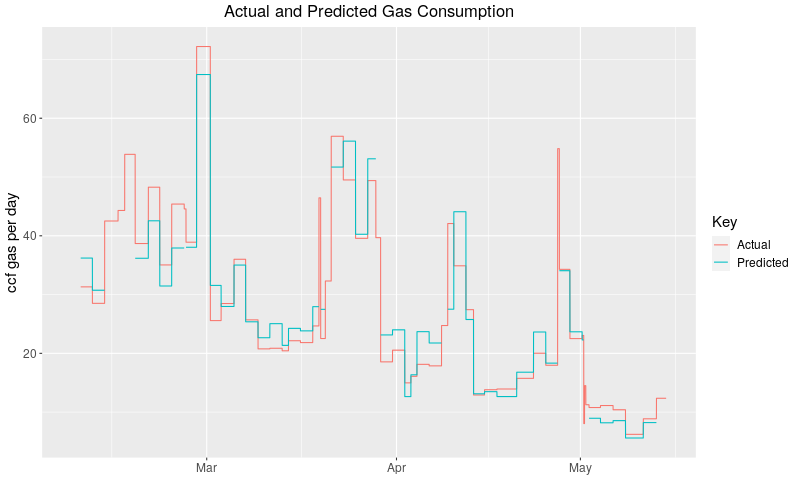 Actual and Predicted Gas Consumption
ccf gas per day
60
40
20
Mar
Apr
May
Key
Actual
Predicted